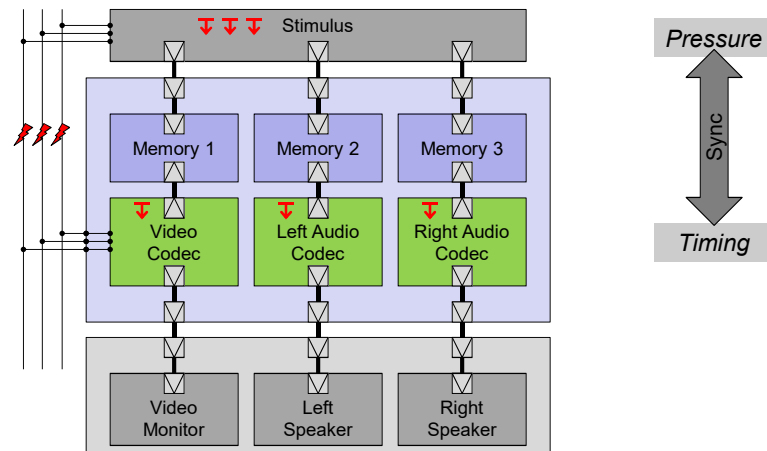 Stimulus
Pressure
Memory 1
Memory 2
Memory 3
Sync
Video
Codec
Left Audio
Codec
Right Audio
Codec
Timing
Video
Monitor
Left
Speaker
Right
Speaker